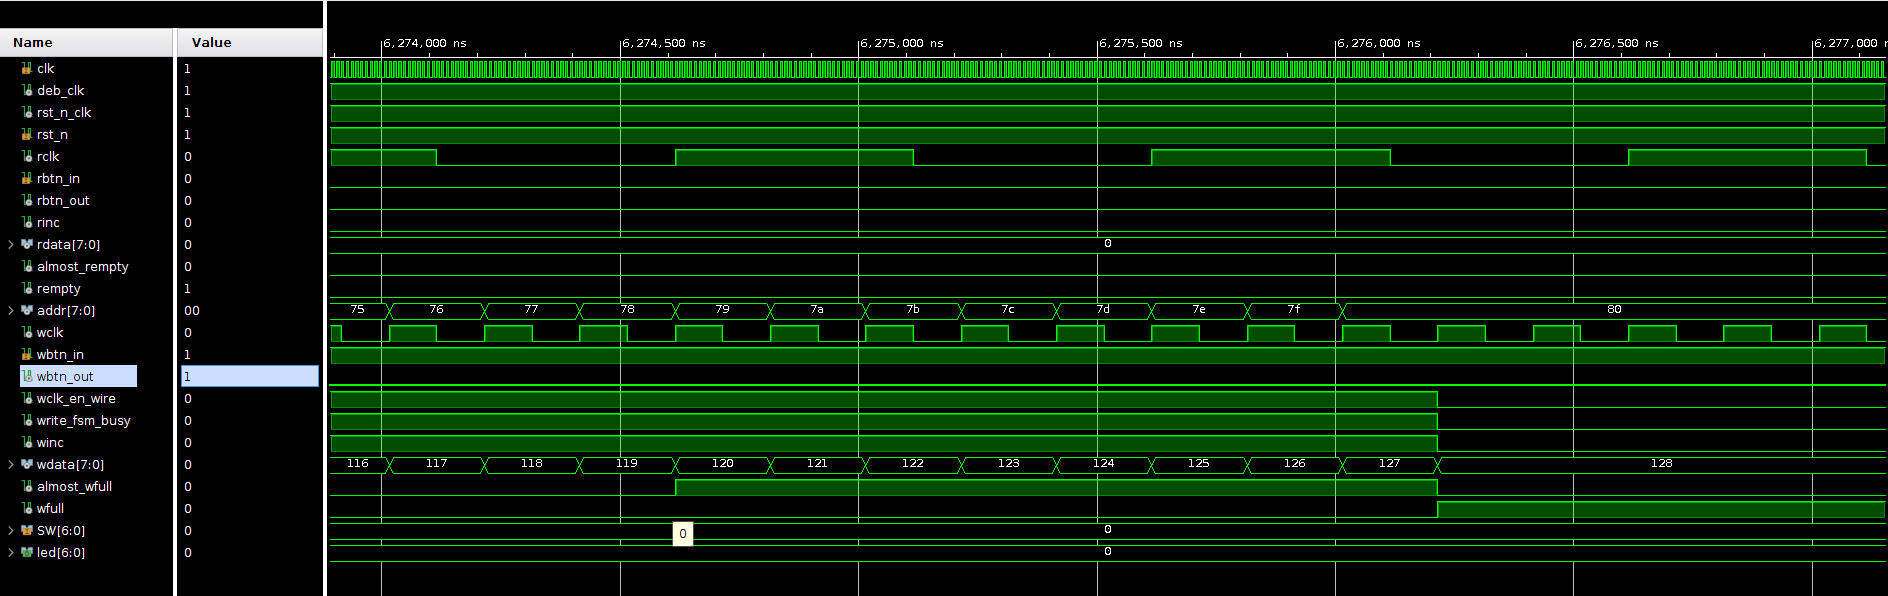 6,274,000 ns 6,274,500 ns 6,275,000 ns 6,275,500 ns 6,276,000 ns 6,276,500 ns 6,277,000 n
Name Value
clk 1
deb_clk 1
rst_n_clk 1
rst_n 1
rclk 0
rbtn_in 0
rbtn_out 0
rinc 0
rdata[7:0] 0 0
almost_rempty 0
rempty 1
addr[7:0] 00 75 76 77 78 79 7a 7b 7c 7d 7e 7f 80
wclk 0
wbtn_in 1
wbtn_out 1
wclk_en_wire 0
write_fsm_busy 0
winc 0
wdata[7:0] 0 116 117 118 119 120 121 122 123 124 125 126 127 128
almost_wfull 0
wfull 0
SW[6:0] 0 0 0
led[6:0] 0 0